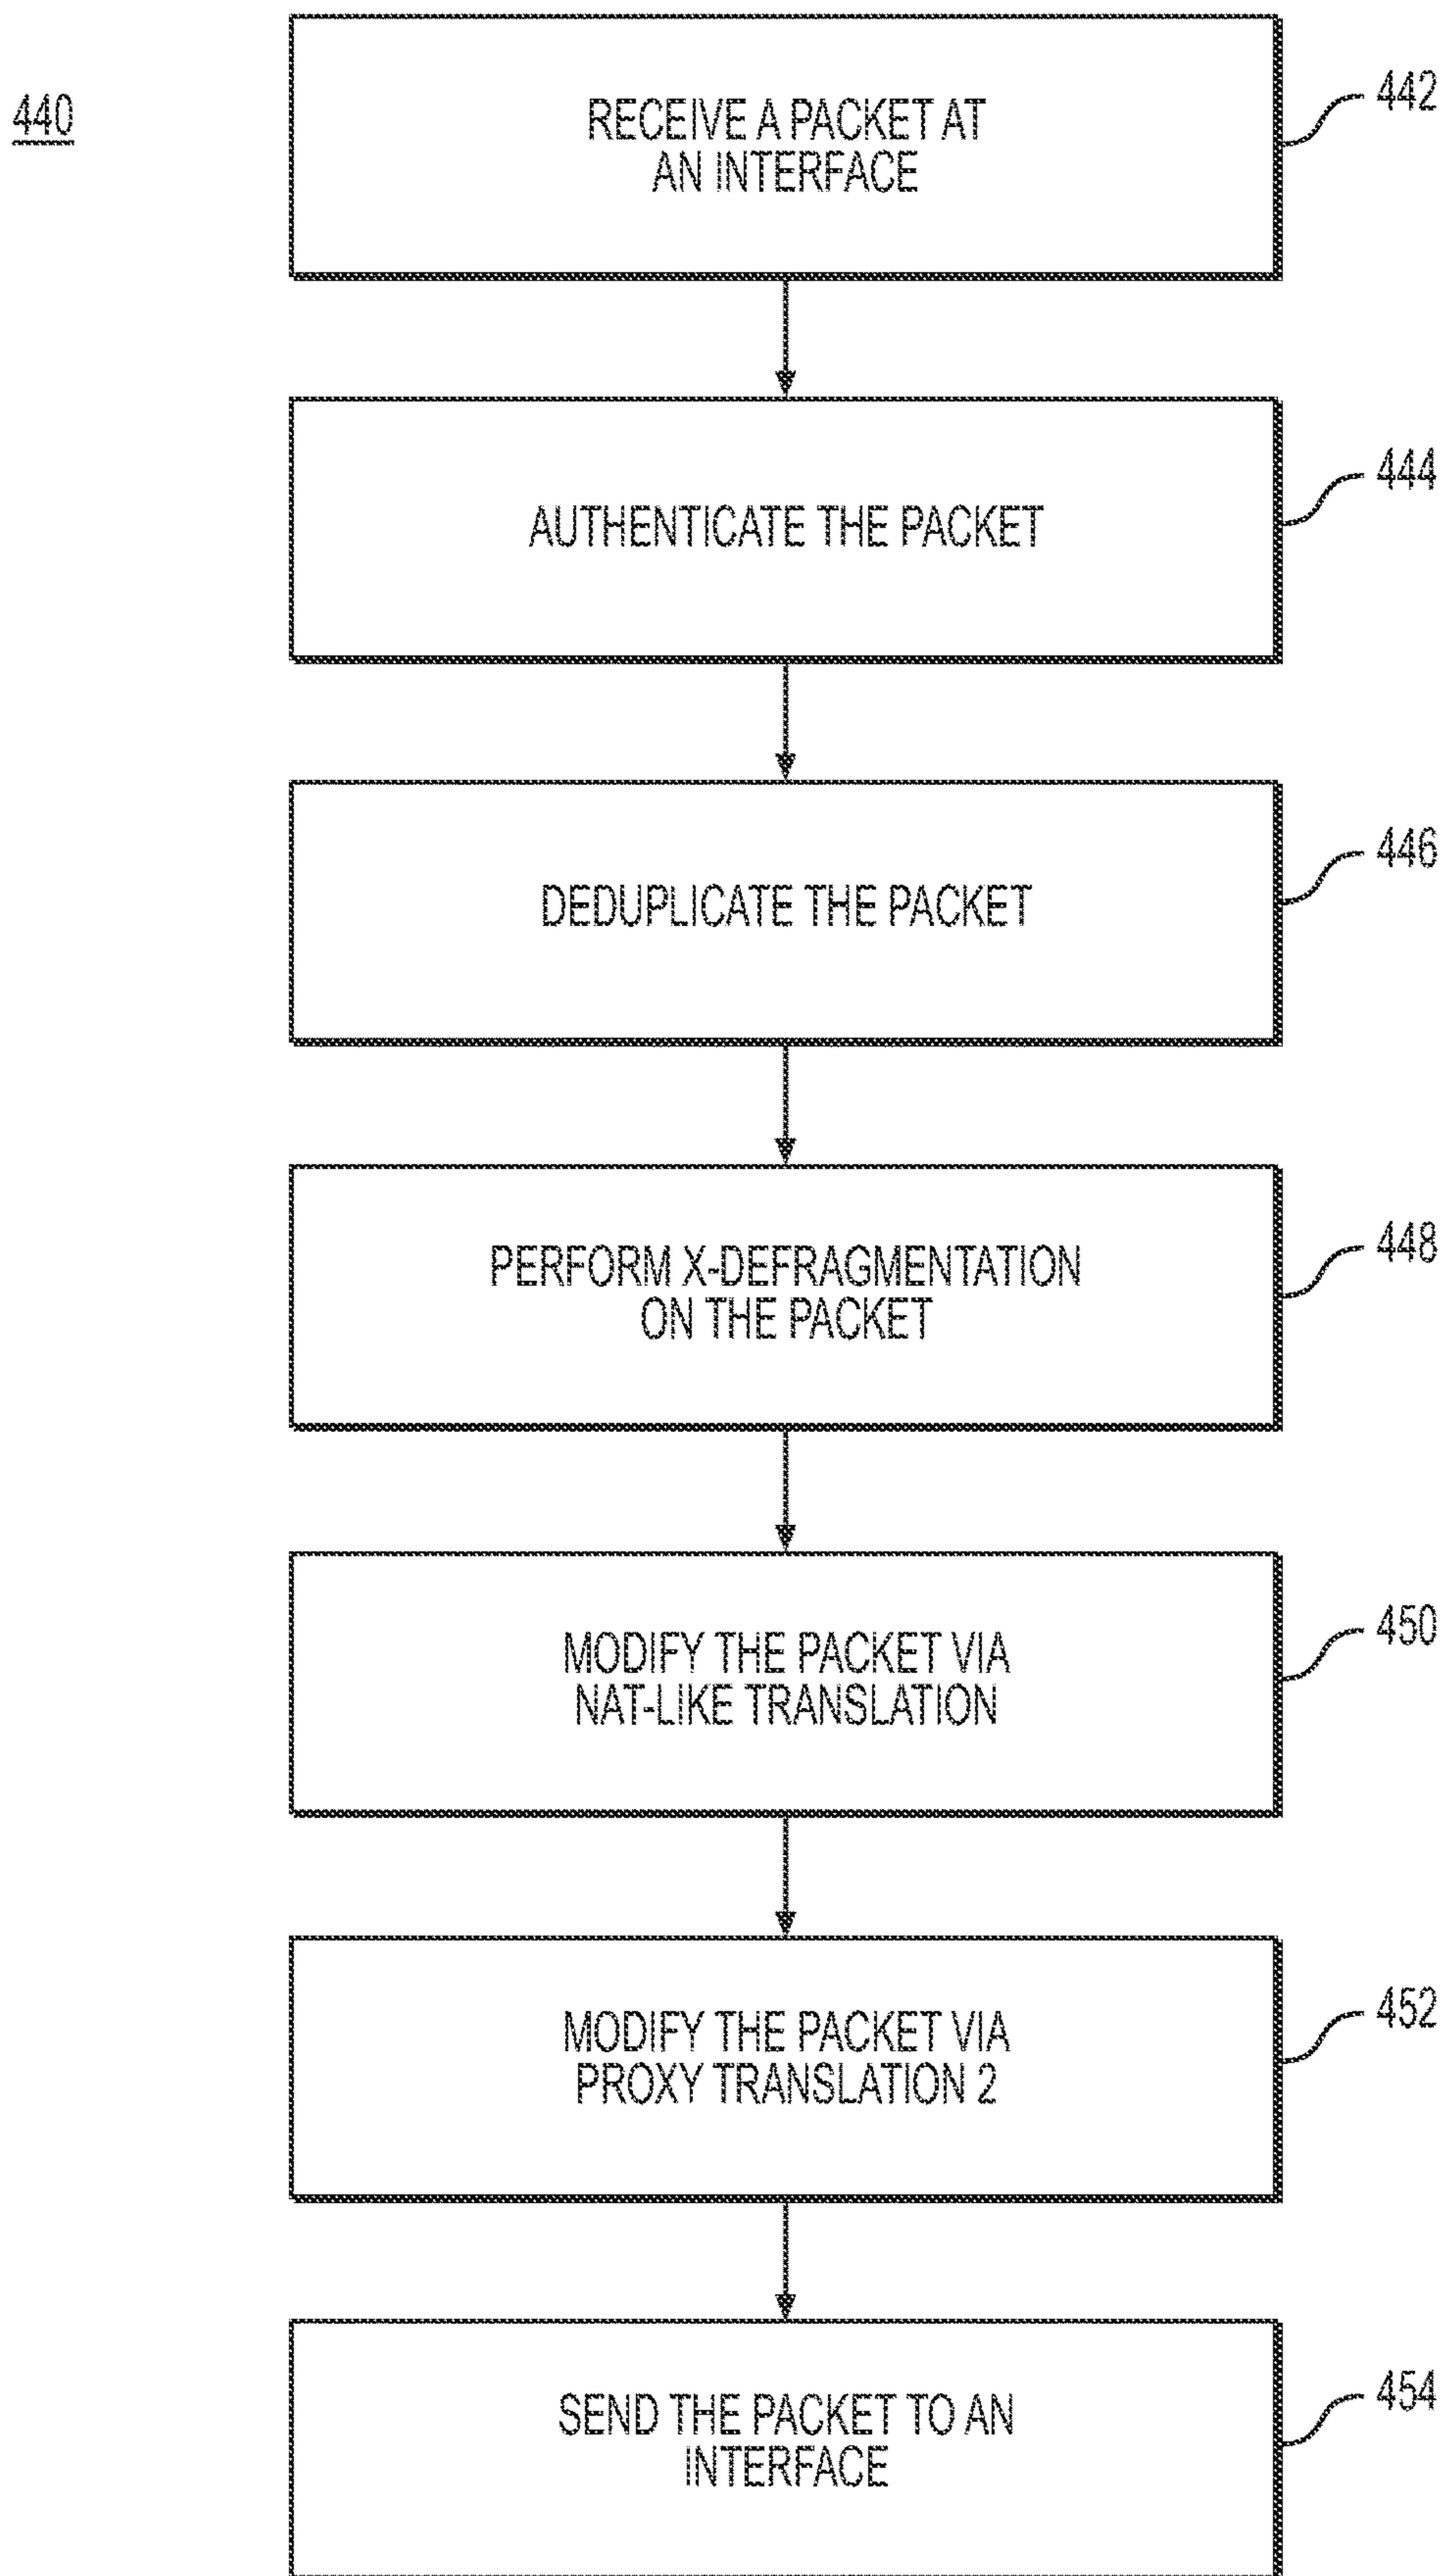 440
RECEIVE A PACKET AT
AN INTERFACE
442
AUTHENTICATE THE PACKET
444
DEDUPLICATE THE PACKET
446
PERFORM X-DEFRAGMENTATION
ON THE PACKET
448
MODIFY THE PACKET VIA
NAT-LIKE TRANSLATION
450
MODIFY THE PACKET VIA
PROXY TRANSLATION 2
452
SEND THE PACKET TO AN
INTERFACE
454